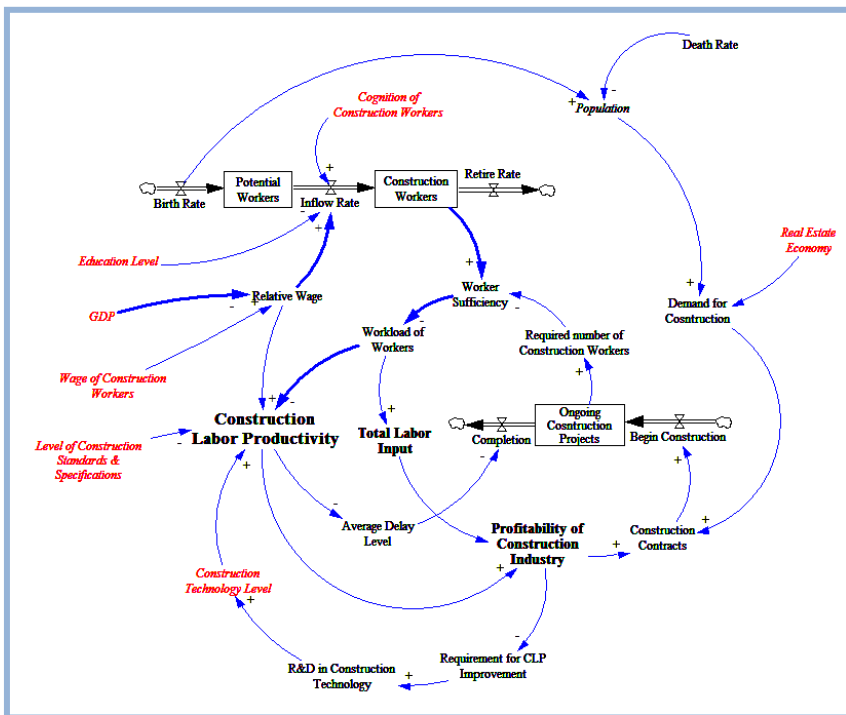 Death Rate
Population
Cognition of
Construction Workers
Potential
Workers
Construction
Workers
Retire Rate
Birth Rate
Inflow Rate
Education Level
Real Estate
Economy
Relative Wage
GDP
Worker
Sufficiency
Demand for
Cosntruction
Workload of
Workers
Required number of
Construction Workers
Wage of Construction
Workers
Construction
Labor Productivity
Total Labor
Input
Completion
Ongoing
Cosntruction
Projects
Begin Construction
Level of Construction
Standards &
Specifications
Average Delay
Level
Profitability of
Construction
Industry
Construction
Contracts
Construction
Technology Level
R&D in Construction
Technology
Requirement for CLP
Improvement